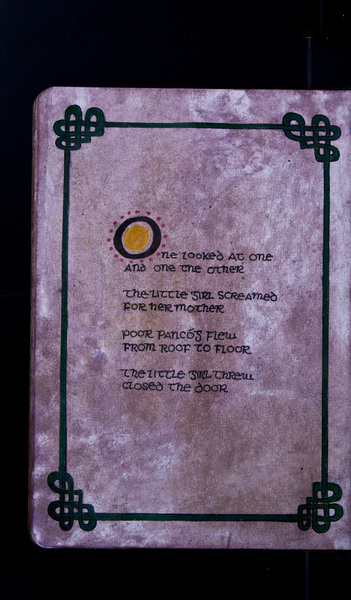 One looked at one
and one the other
The little girl screamed
for her mother
Poor Pancóg flew
from roof to floor
The little girl threw
closed the door